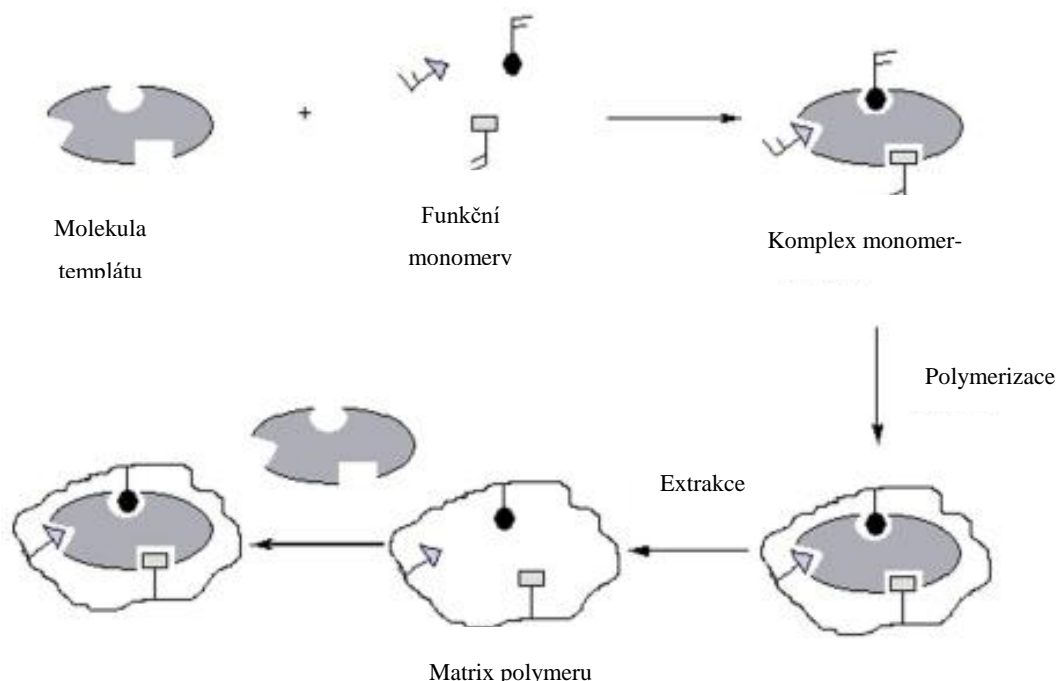 +
Molekula
templátu
Funkční
monomery
Komplex monomer-
Polymerizace
Extrakce
Matrix polymeru